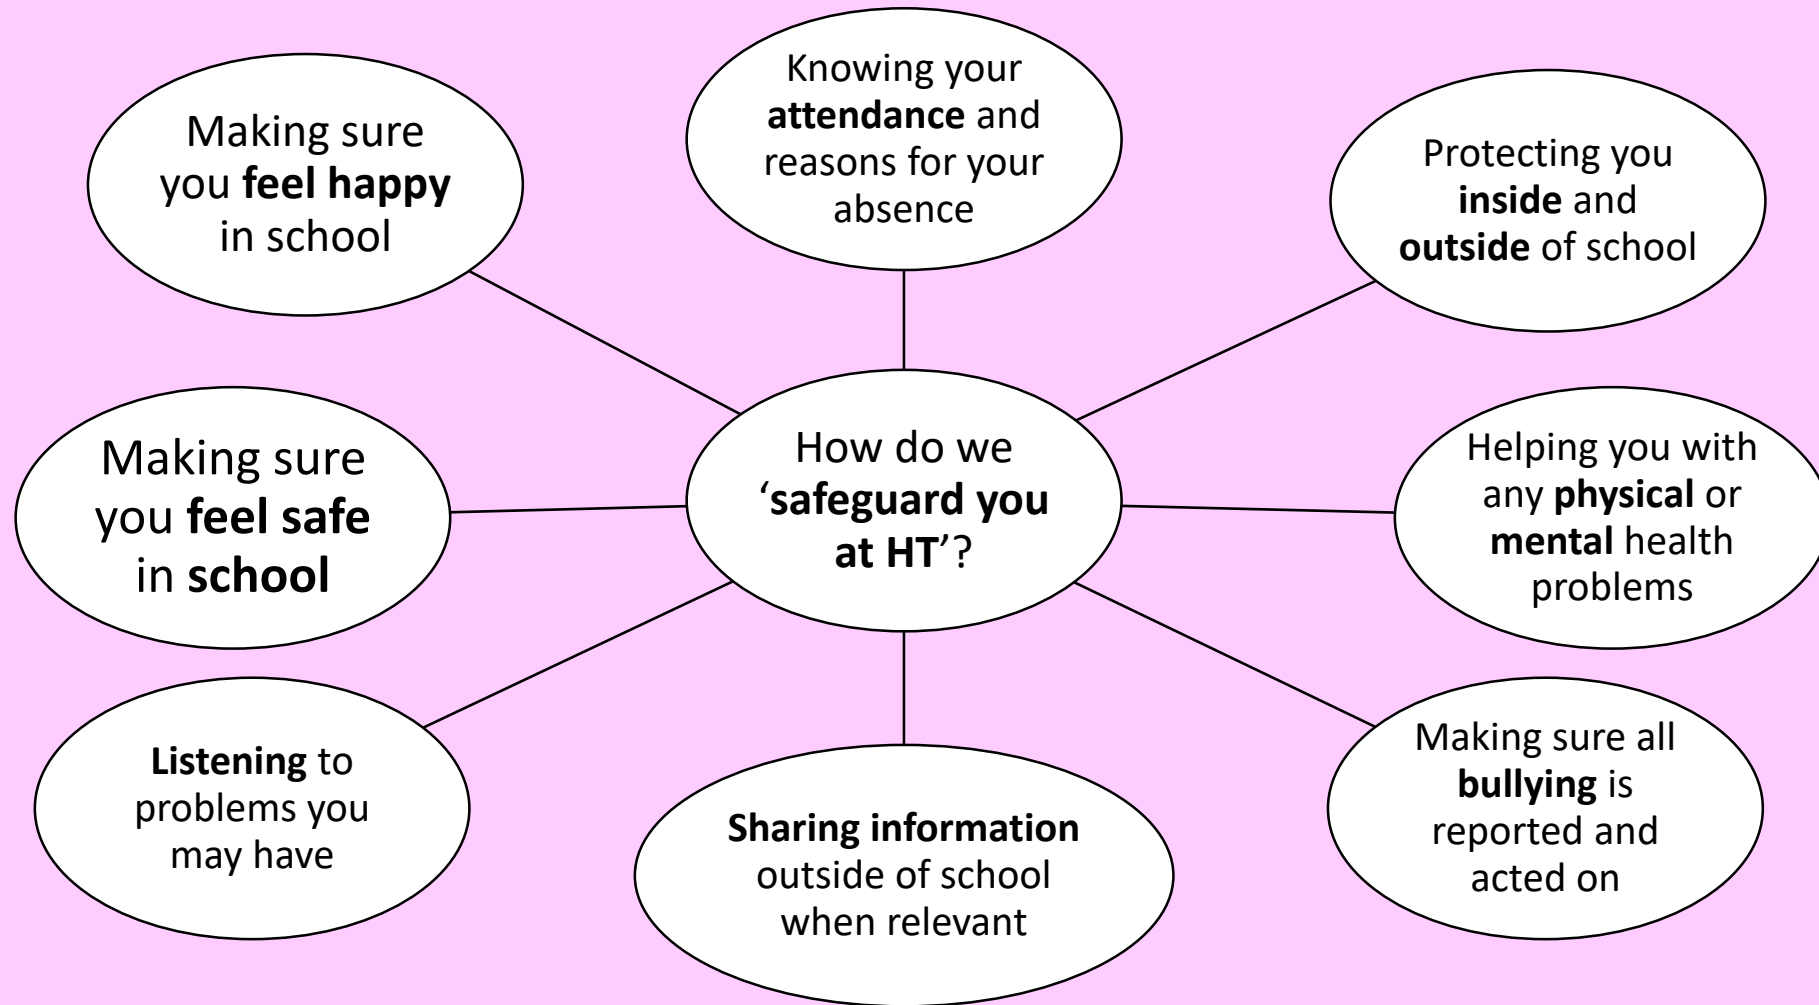 Knowing your
attendance and
reasons for your
absence
Making sure
you feel happy
in school
Protecting you
inside and
outside of school
Making sure
you feel safe
in school
How do we
‘safeguard you
at HT’?
Helping you with
any physical or
mental health
problems
Listening to
problems you
may have
Sharing information
outside of school
when relevant
Making sure all
bullying is
reported and
acted on